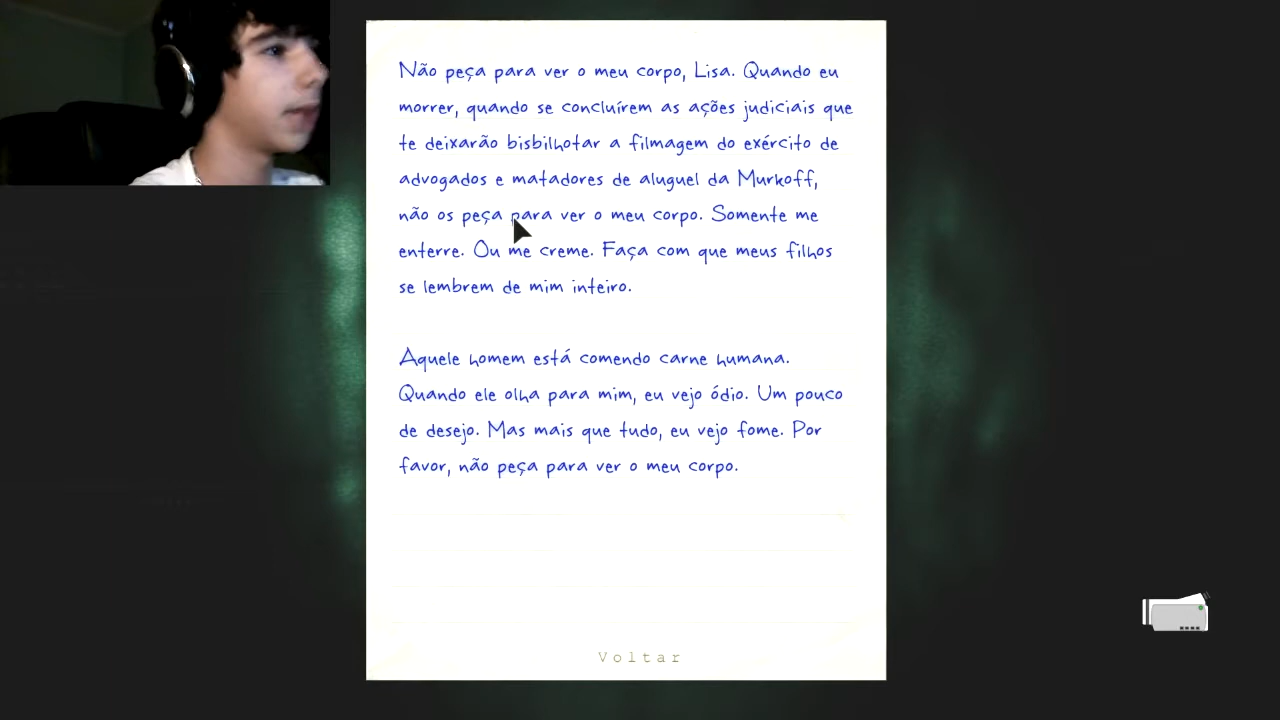 Não peça para ver o meu corpo, Lisa. Quando eu
morrer, quando se concluírem as ações judiciais que
te deixarão bisbilhotar a filmagem do exército de
advogados e matadores de aluguel da Murkoff,
não os peça para ver o meu corpo. Somente me
enterre. Ou me creme. Faça com que meus filhos
se lembrem de mim inteiro.
Aquele homem está comendo carne humana.
Quando ele olha para mim, eu vejo ódio. Um pouco
de desejo. Mas mais que tudo, eu vejo fome. Por
favor, não peça para ver o meu corpo.
Voltar